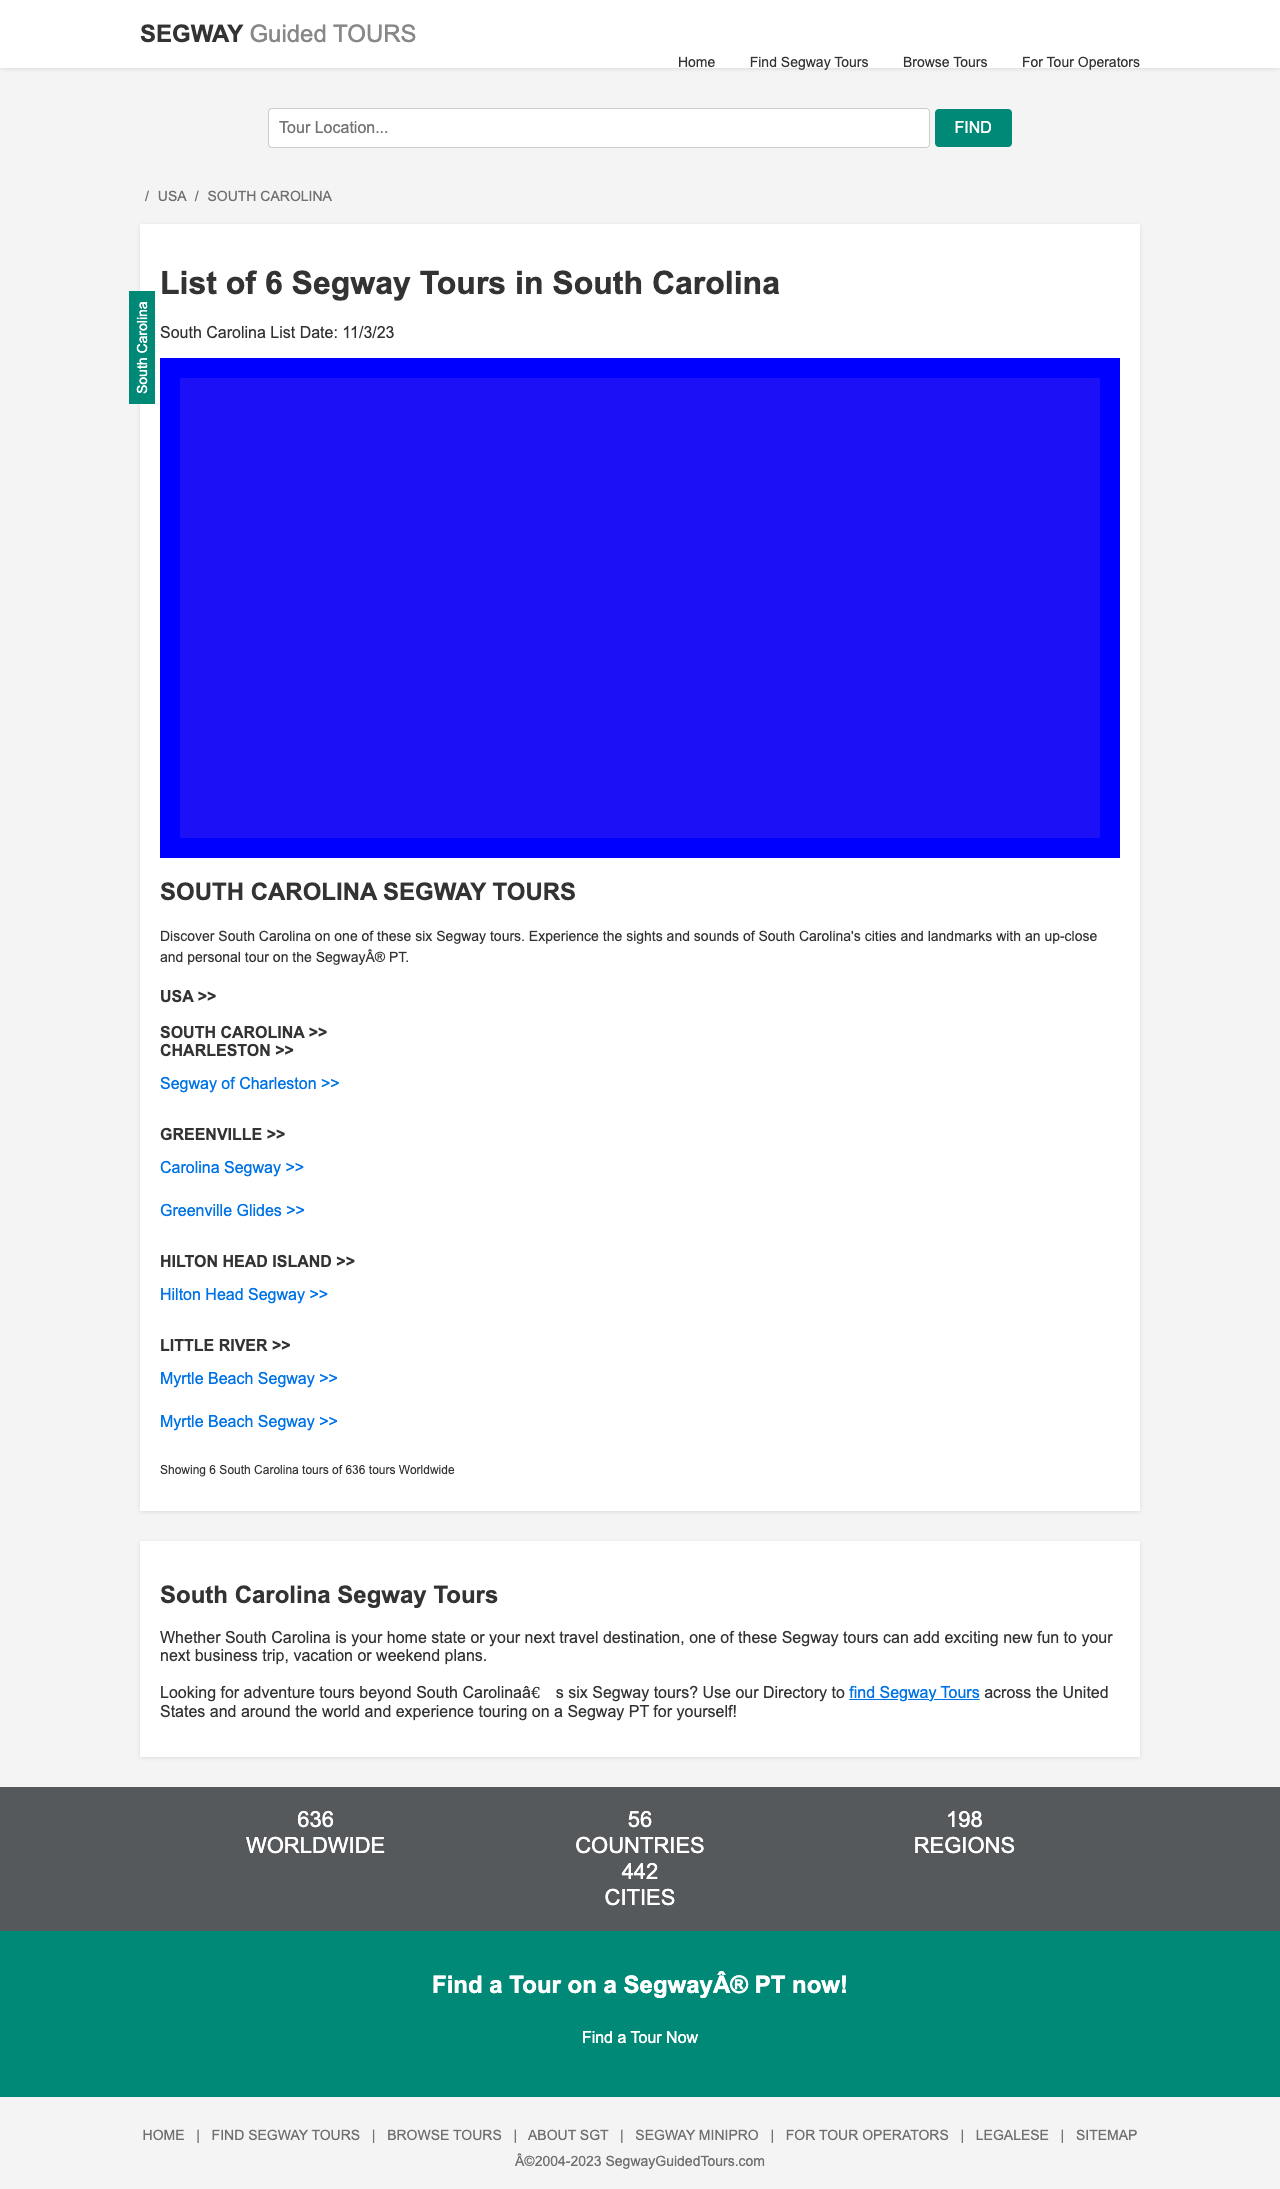 SEGWAY Guided TOURS
Home Find Segway Tours Browse Tours For Tour Operators
Tour Location... FIND
/ USA / SOUTH CAROLINA
South Carolina
List of 6 Segway Tours in South Carolina
South Carolina List Date: 11/3/23
SOUTH CAROLINA SEGWAY TOURS
Discover South Carolina on one of these six Segway tours. Experience the sights and sounds of South Carolina's cities and landmarks with an up-close
and personal tour on the SegwayÂ® PT.
USA >>
SOUTH CAROLINA >>
CHARLESTON >>
Segway of Charleston >>
GREENVILLE >>
Carolina Segway >>
Greenville Glides >>
HILTON HEAD ISLAND >>
Hilton Head Segway >>
LITTLE RIVER >>
Myrtle Beach Segway >>
Myrtle Beach Segway >>
Showing 6 South Carolina tours of 636 tours Worldwide
South Carolina Segway Tours
Whether South Carolina is your home state or your next travel destination, one of these Segway tours can add exciting new fun to your
next business trip, vacation or weekend plans.
Looking for adventure tours beyond South Carolinaâ€ s six Segway tours? Use our Directory to find Segway Tours across the United
States and around the world and experience touring on a Segway PT for yourself!
636 56 198
WORLDWIDE COUNTRIES REGIONS
442
CITIES
Find a Tour on a SegwayÂ® PT now!
Find a Tour Now
HOME | FIND SEGWAY TOURS | BROWSE TOURS | ABOUT SGT | SEGWAY MINIPRO | FOR TOUR OPERATORS | LEGALESE | SITEMAP
Â©2004-2023 SegwayGuidedTours.com